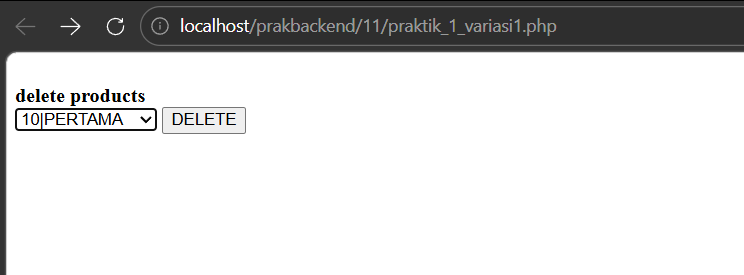 localhost/prakbackend/11/praktik_1_variasi1.php
delete products
10|PERTAMA DELETE